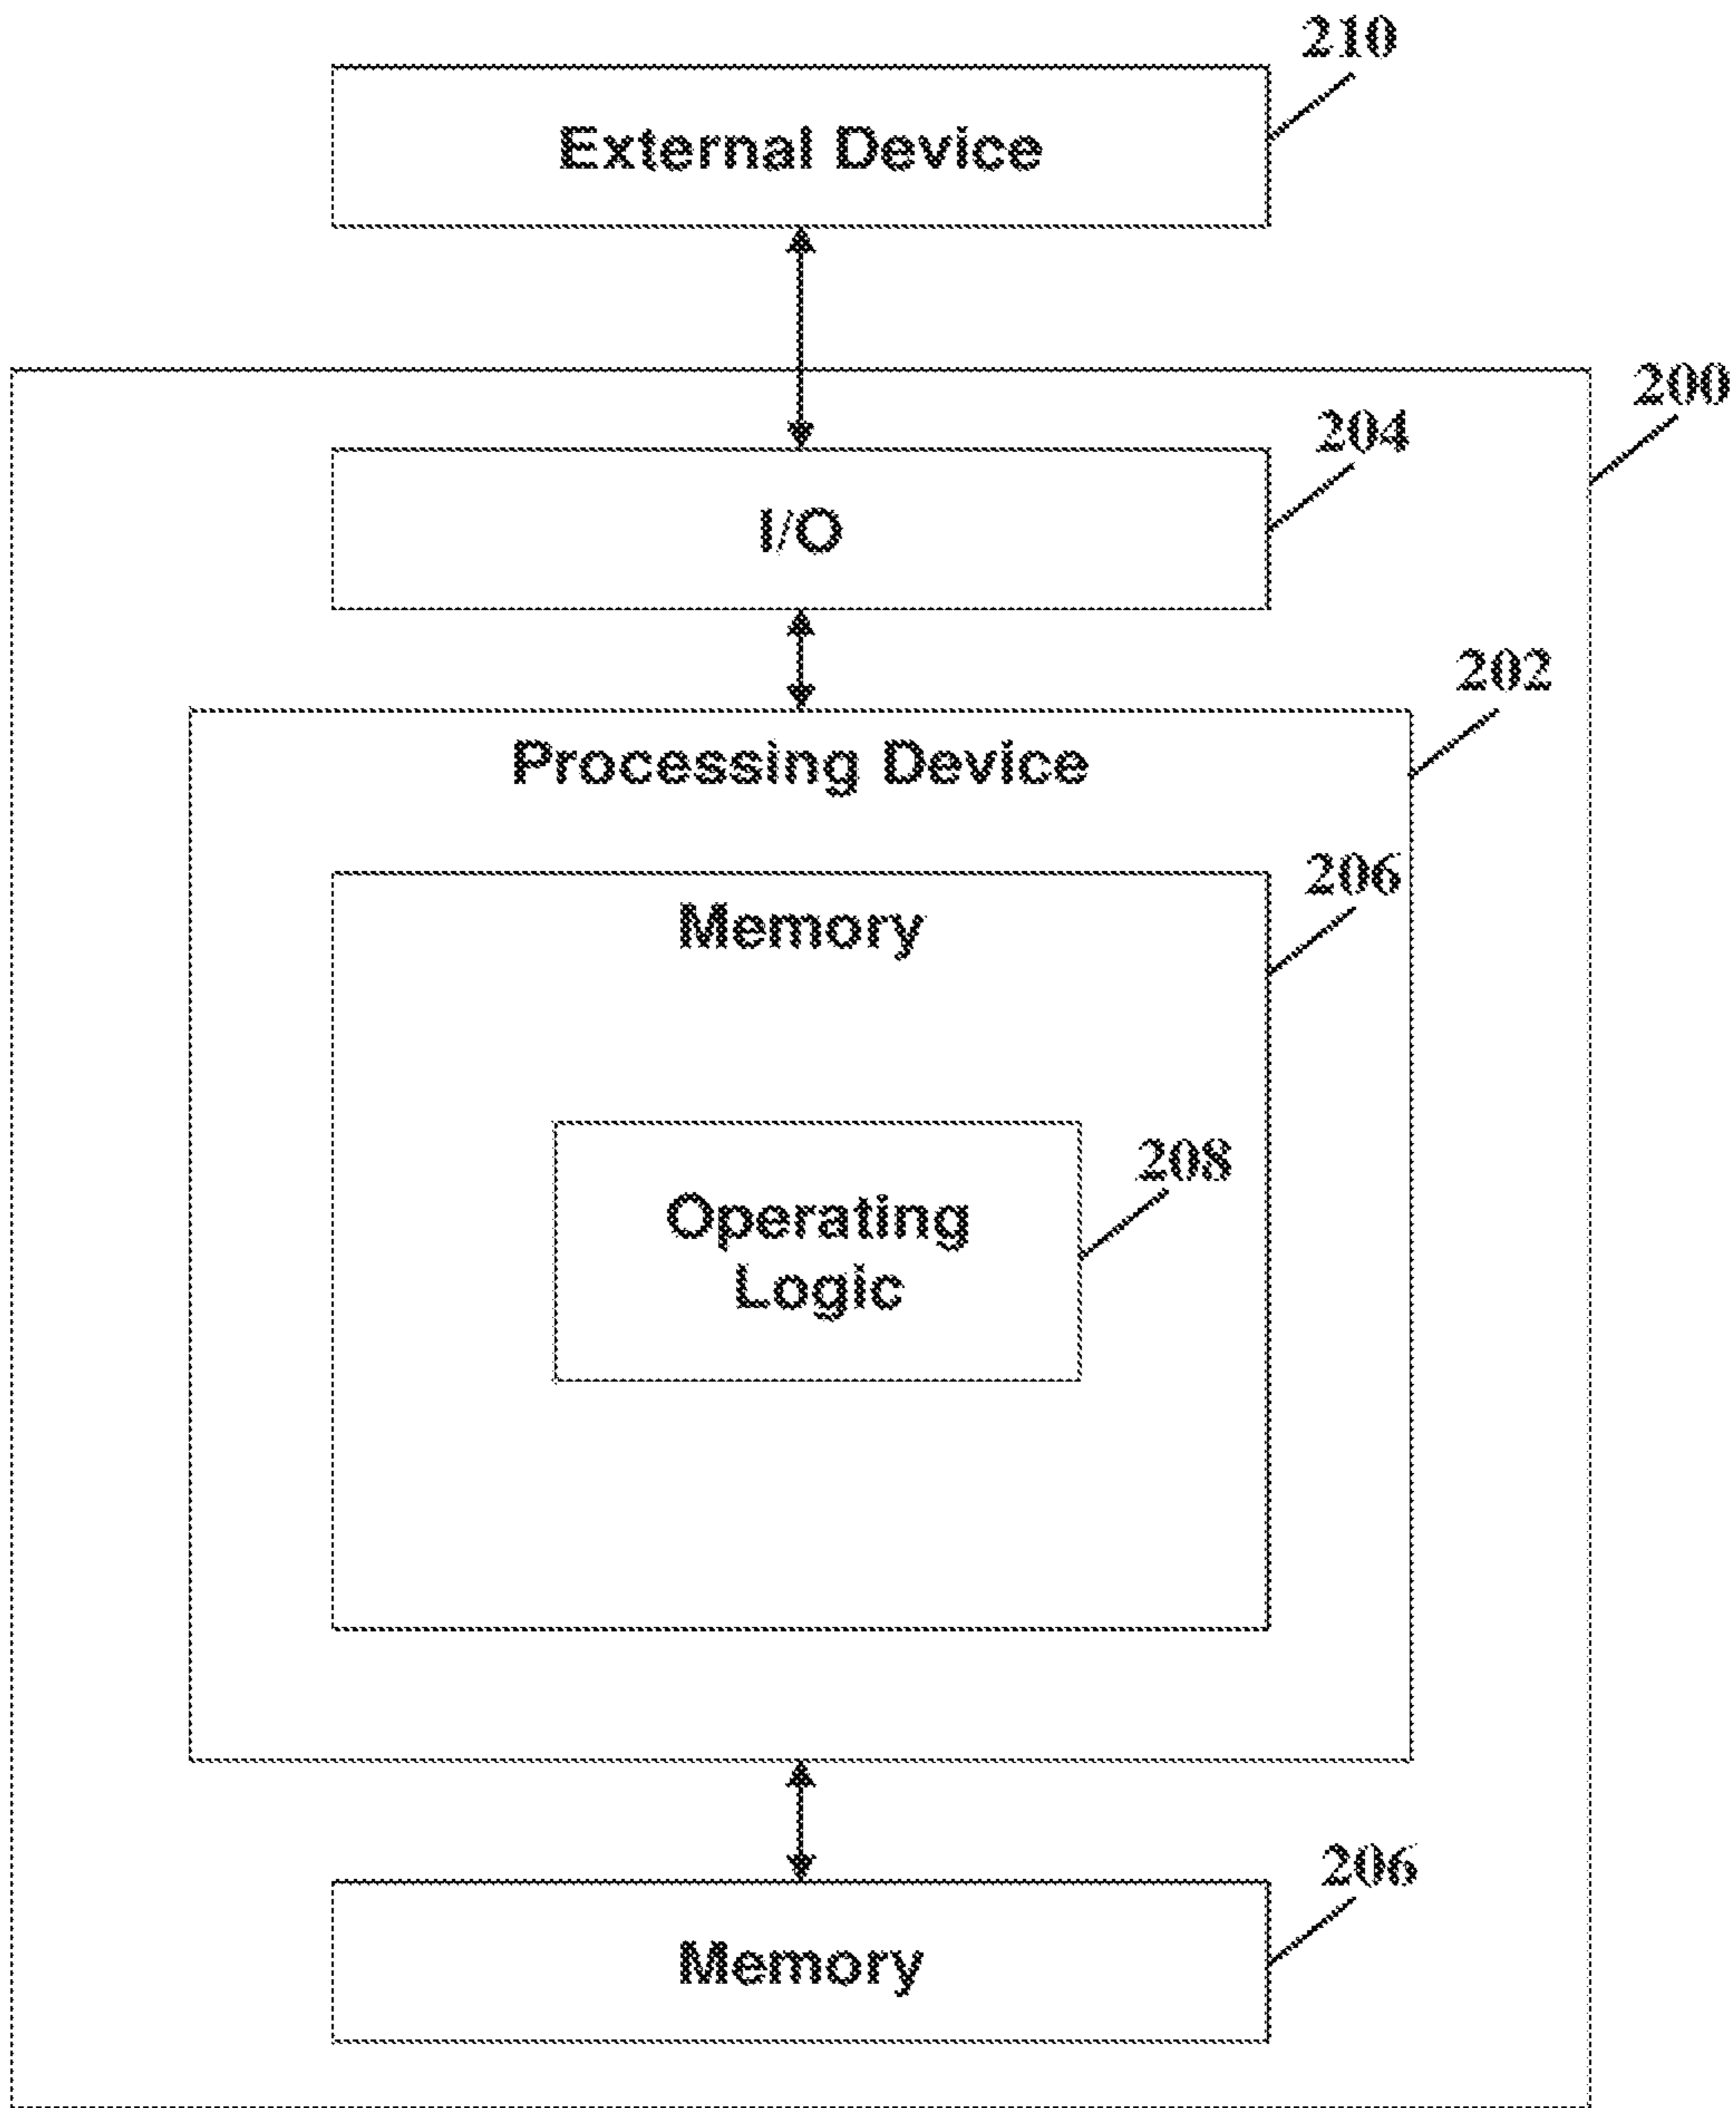 210
External Device
200
204
I/O
202
Processing Device
206
Memory
208
Operating
Logic
206
Memory